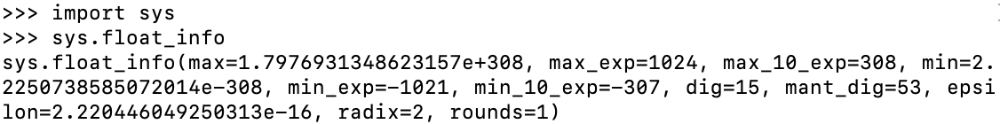 >>> import sys
>>> sys.float_info
sys.float_info(max=1.7976931348623157e+308, max_exp=1024, max_10_exp=308, min=2.
2250738585072014e-308, min_exp=-1021, min_10_exp=-307, dig=15, mant_dig=53, epsi
lon=2.220446049250313e-16, radix=2, rounds=1)